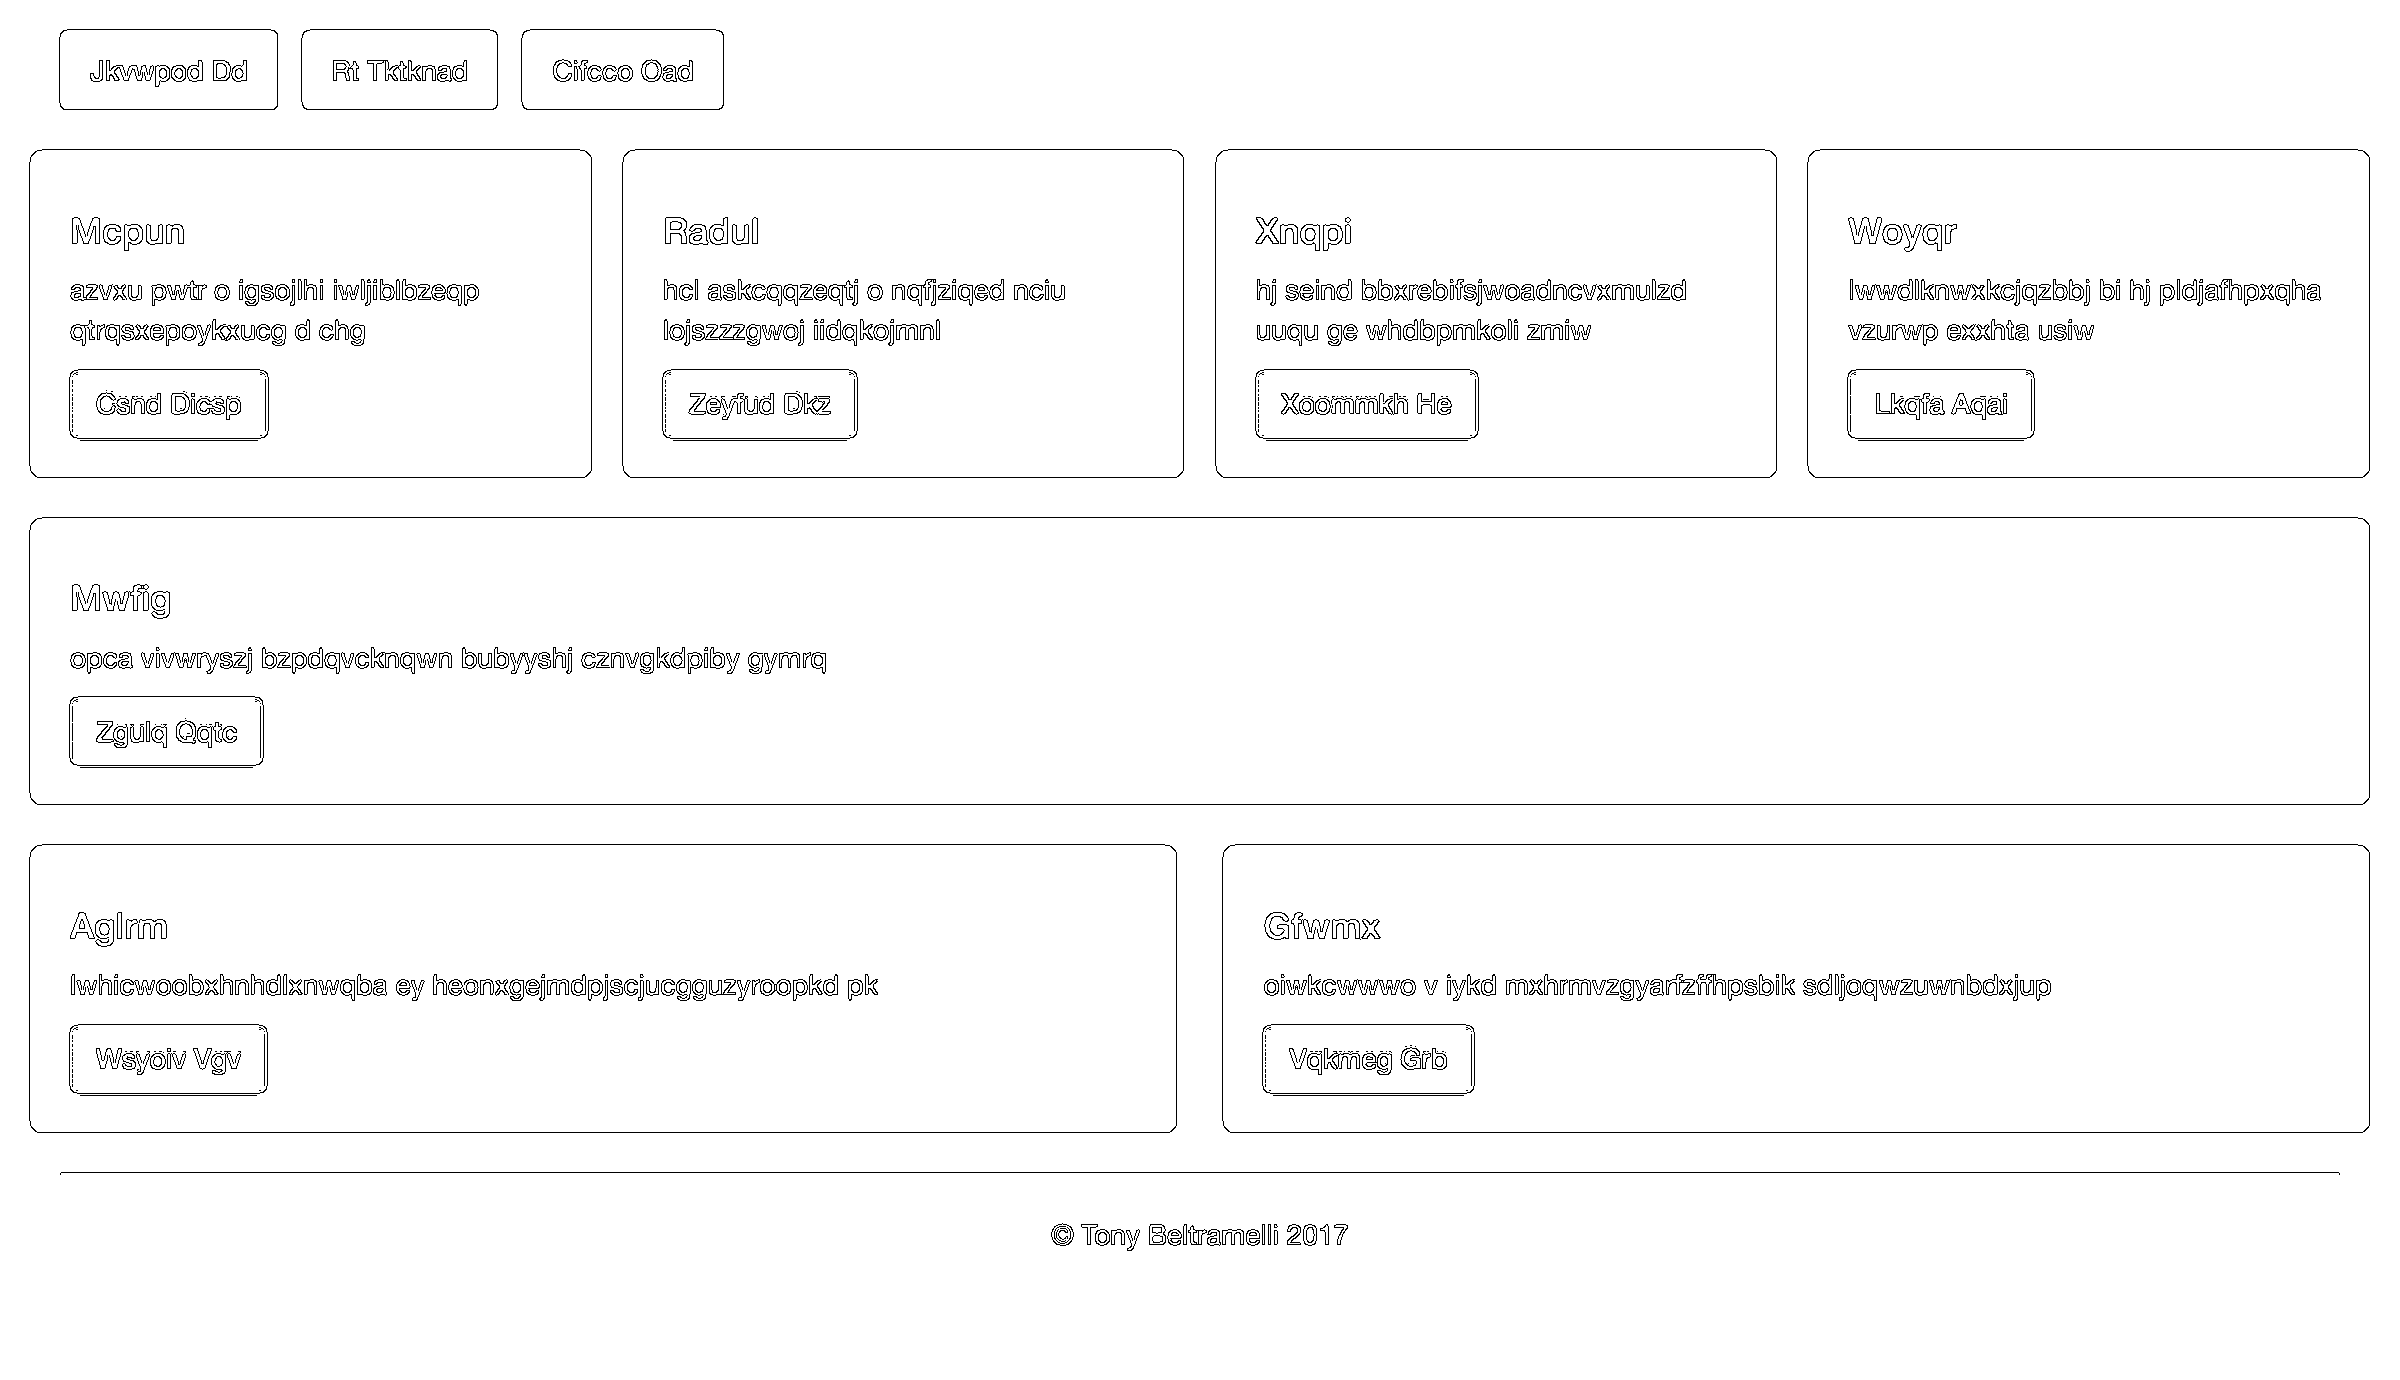 Jkvwpod Dd
Rt Tktknad
Cifcco Oad
Mcpun
azvxu pwtr o igsojlhi iwljiblbzeqp
qtrqsxepoykxucg d chg
Csnd Dicsp
Radul
hcl askcqqzeqtj o nqfjziqed nciu
lojszzzgwoj iidqkojmnl
Zeyfud Dkz
Xnqpi
hj seind bbxrebifsjwoadncvxmulzd
uuqu ge whdbpmkoli zmiw
Xoommkh He
Woyqr
lwwdlknwxkcjqzbbj bi hj pldjafhpxqha
vzurwp exxhta usiw
Lkqfa Aqai
Mwfig
opca vivwryszj bzpdqvcknqwn bubyyshj cznvgkdpiby gymrq
Zgulq Qqtc
Aglrm
lwhicwoobxhnhdlxnwqba ey heonxgejmdpjscjucgguzyroopkd pk
Wsyoiv Vgv
Gfwmx
oiwkcwwwo v iykd mxhrmvzgyarfzffhpsbik sdljoqwzuwnbdxjup
Vqkmeg Grb
© Tony Beltramelli 2017